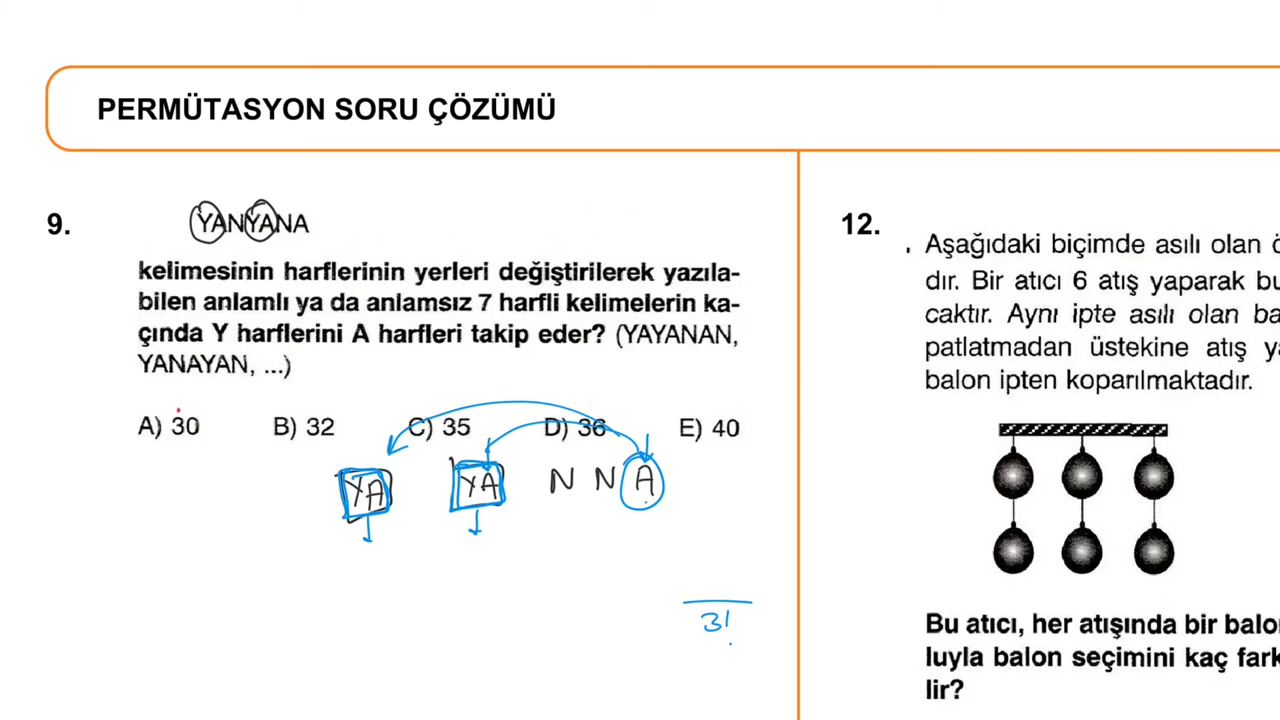 PERMÜTASYON SORU ÇÖZÜMÜ
9.
YANYANA
kelimesinin harflerinin yerleri değiştirilerek yazıla-
bilen anlamlı ya da anlamsız 7 harfli kelimelerin ka-
çında Y harflerini A harfleri takip eder? (YAYANAN,
YANAYAN, ...)
A) 30 B) 32 C) 35 D) 36 E) 40
YA YA N N A
3!
12.
Aşağıdaki biçimde asılı olan
dır. Bir atıcı 6 atış yaparak bu
caktır. Aynı ipte asılı olan ba
patlatmadan üstekine atış ya
balon ipten koparılmaktadır.
Bu atıcı, her atışında bir balo
luyla balon seçimini kaç fark
lir?